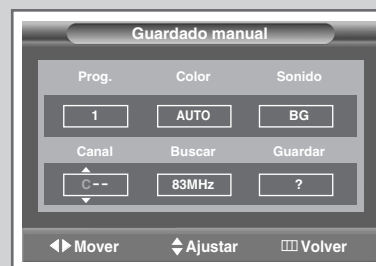 Guardado manual
Prog. Color Sonido
1 AUTO BG
Canal Buscar Guardar
C-- 83MHz ?
Mover Ajustar Volver